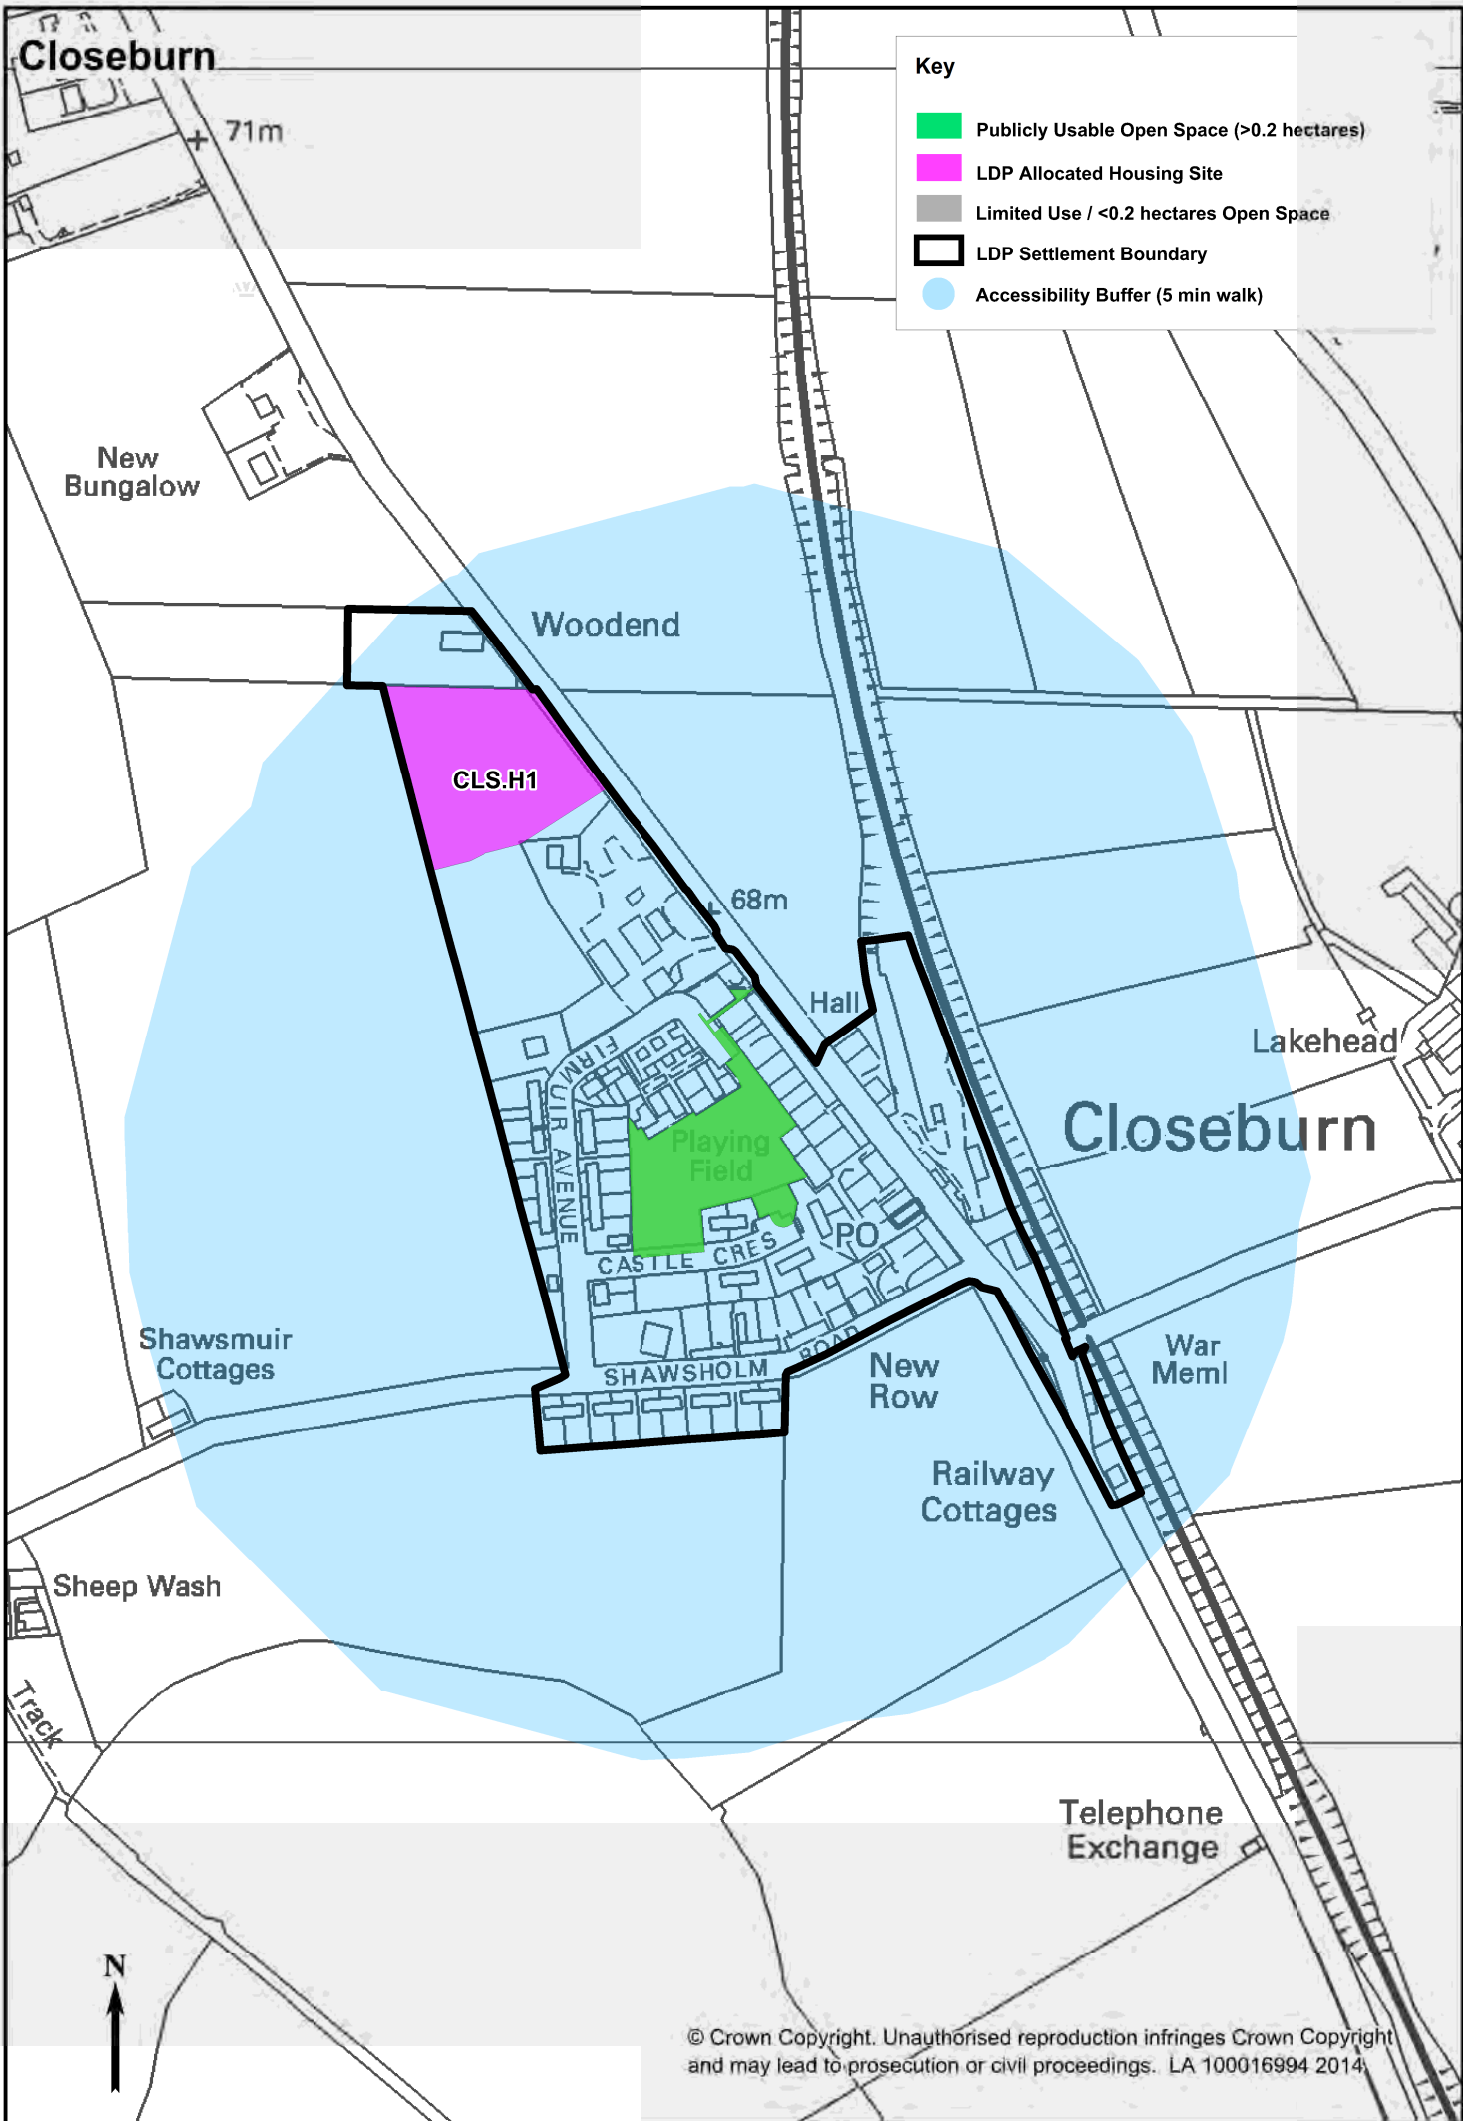 Closeburn
71m
Key
Publicly Usable Open Space (>0.2 hectares)
LDP Allocated Housing Site
Limited Use / <0.2 hectares Open Space
LDP Settlement Boundary
Accessibility Buffer (5 min walk)
New
Bungalow
Woodend
CLS.H1
68m
Hall
Lakehead
Closeburn
FIRMUIR AVENUE
Playing
Field
PO
CASTLE CRES
Shawsmuir
Cottages
War
Meml
SHAWSHOLM ROAD
New
Row
Railway
Cottages
Sheep Wash
Track
Telephone
Exchange
N
© Crown Copyright. Unauthorised reproduction infringes Crown Copyright
and may lead to prosecution or civil proceedings. LA 100016994 2014.